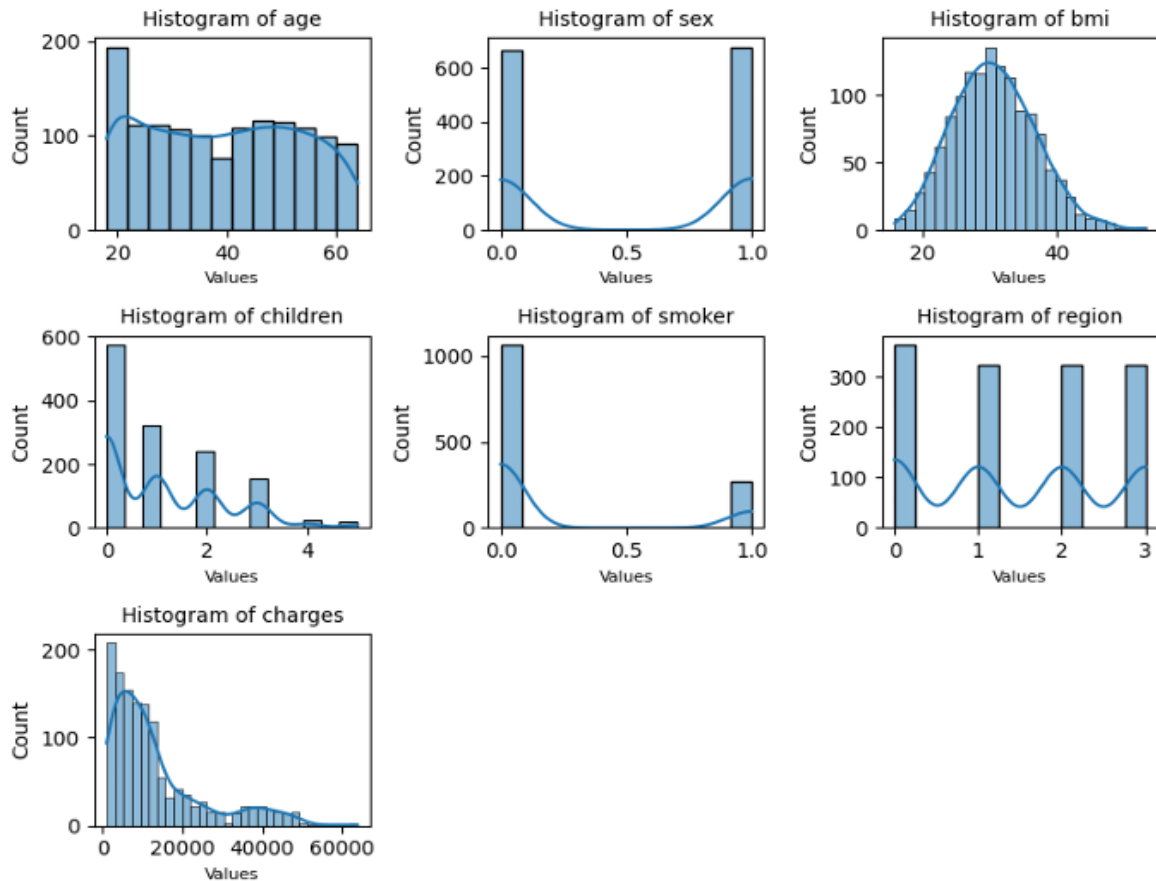 Histogram of age
200
100
0
Count
20 40 60
Values
Histogram of sex
600
400
200
0
Count
0.0 0.5 1.0
Values
Histogram of bmi
100
50
0
Count
20 40
Values
Histogram of children
600
400
200
0
Count
0 2 4
Values
Histogram of smoker
1000
500
0
Count
0.0 0.5 1.0
Values
Histogram of region
300
200
100
0
Count
0 1 2 3
Values
Histogram of charges
200
100
0
Count
0 20000 40000 60000
Values